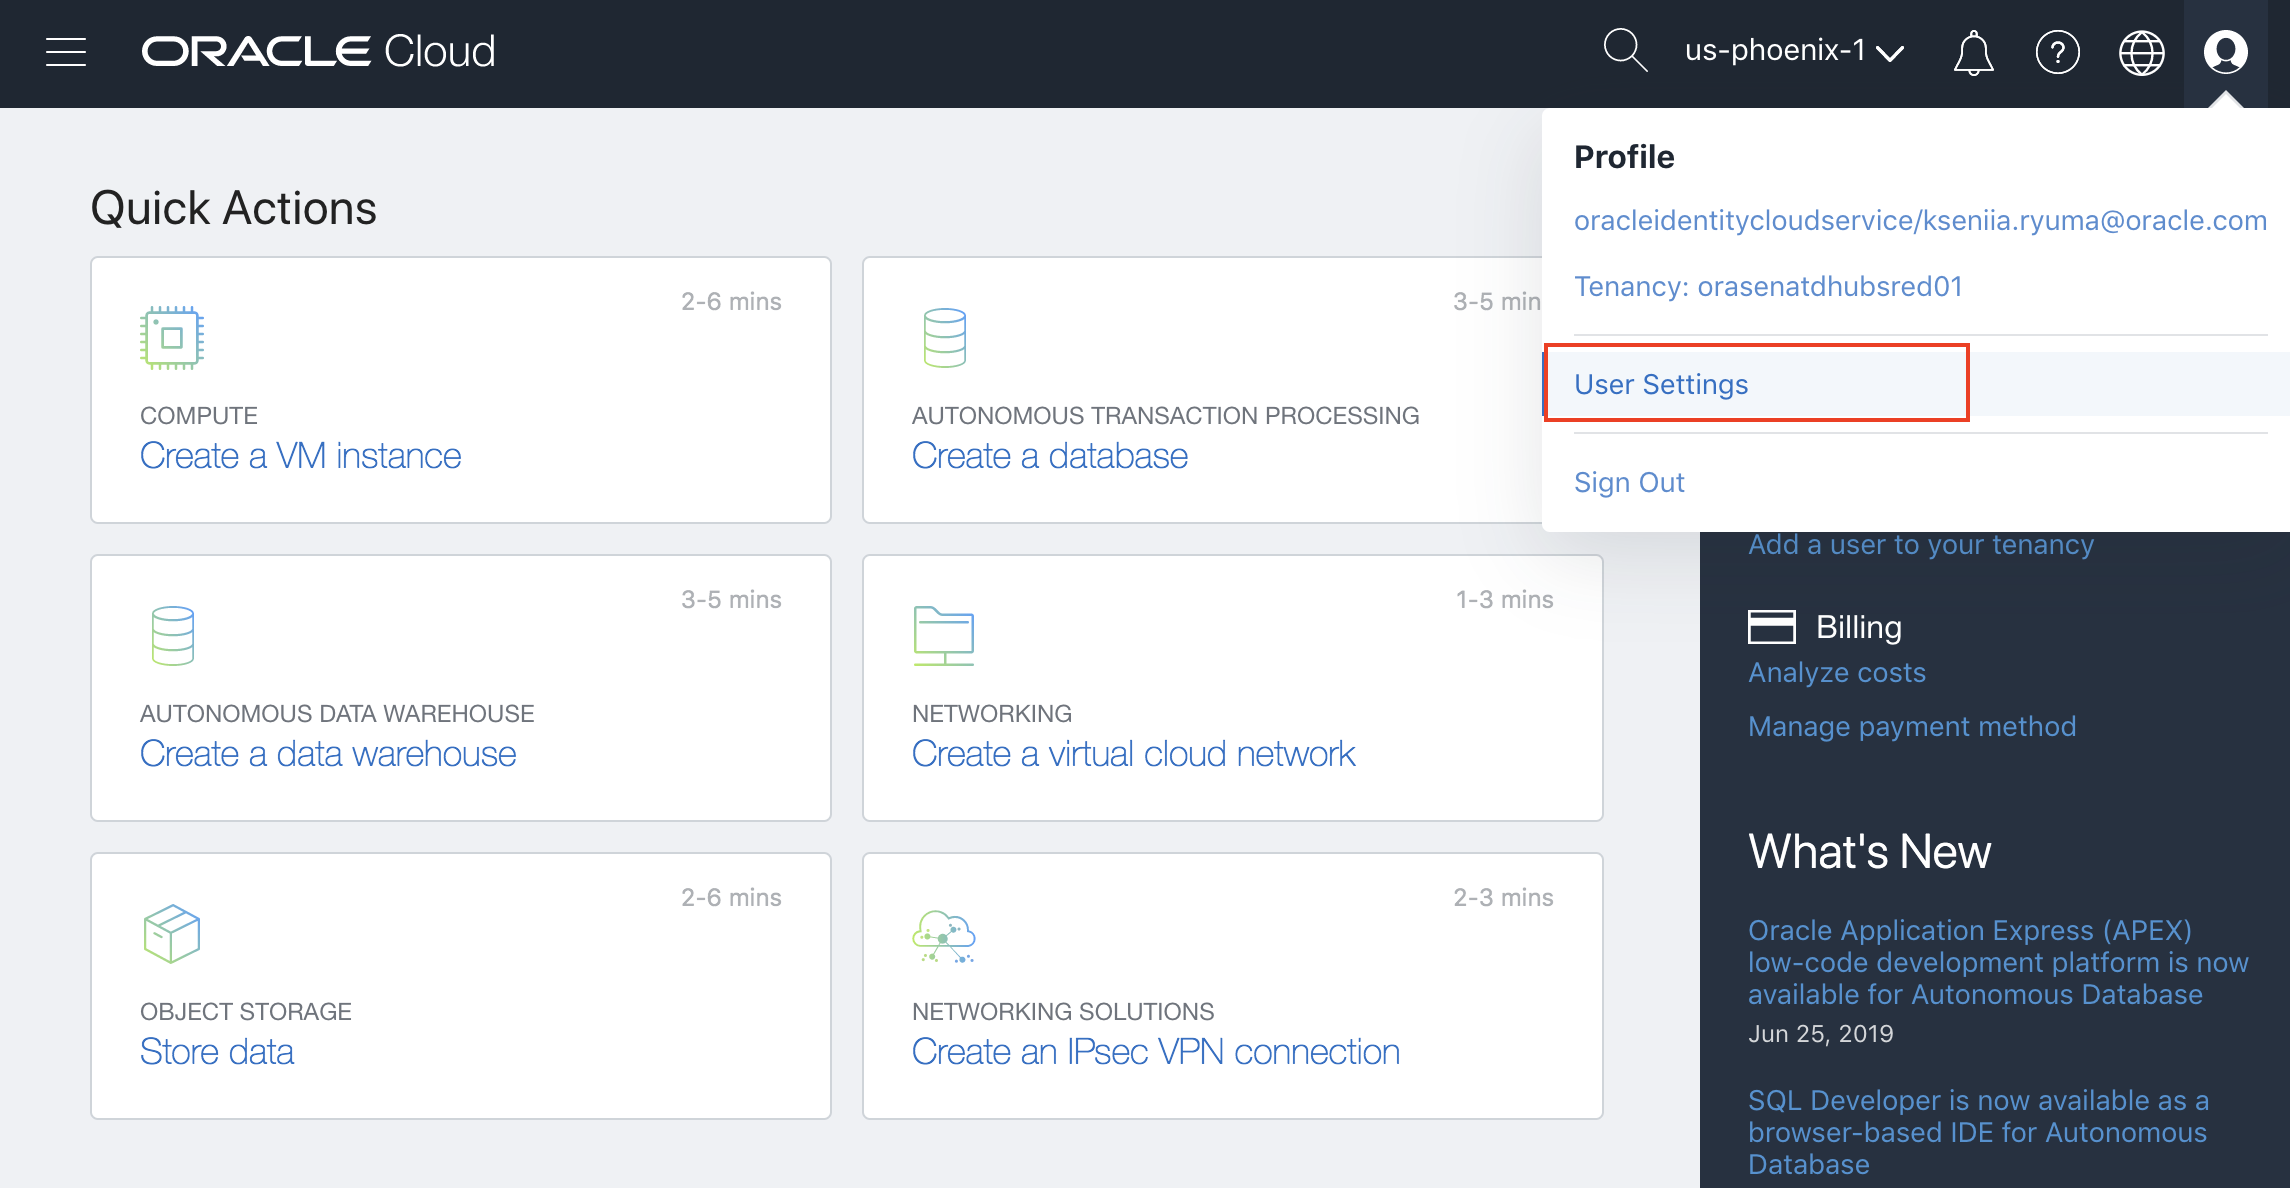 ORACLE Cloud
us-phoenix-1
?
Profile
oracleidentitycloudservice/kseniia.ryuma@oracle.com
Tenancy: orasenatdhubsred01
User Settings
Sign Out
Quick Actions
2-6 mins
COMPUTE
Create a VM instance
3-5 min
AUTONOMOUS TRANSACTION PROCESSING
Create a database
3-5 mins
AUTONOMOUS DATA WAREHOUSE
Create a data warehouse
1-3 mins
NETWORKING
Create a virtual cloud network
2-6 mins
OBJECT STORAGE
Store data
2-3 mins
NETWORKING SOLUTIONS
Create an IPsec VPN connection
Add a user to your tenancy
Billing
Analyze costs
Manage payment method
What's New
Oracle Application Express (APEX)
low-code development platform is now
available for Autonomous Database
Jun 25, 2019
SQL Developer is now available as a
browser-based IDE for Autonomous
Database